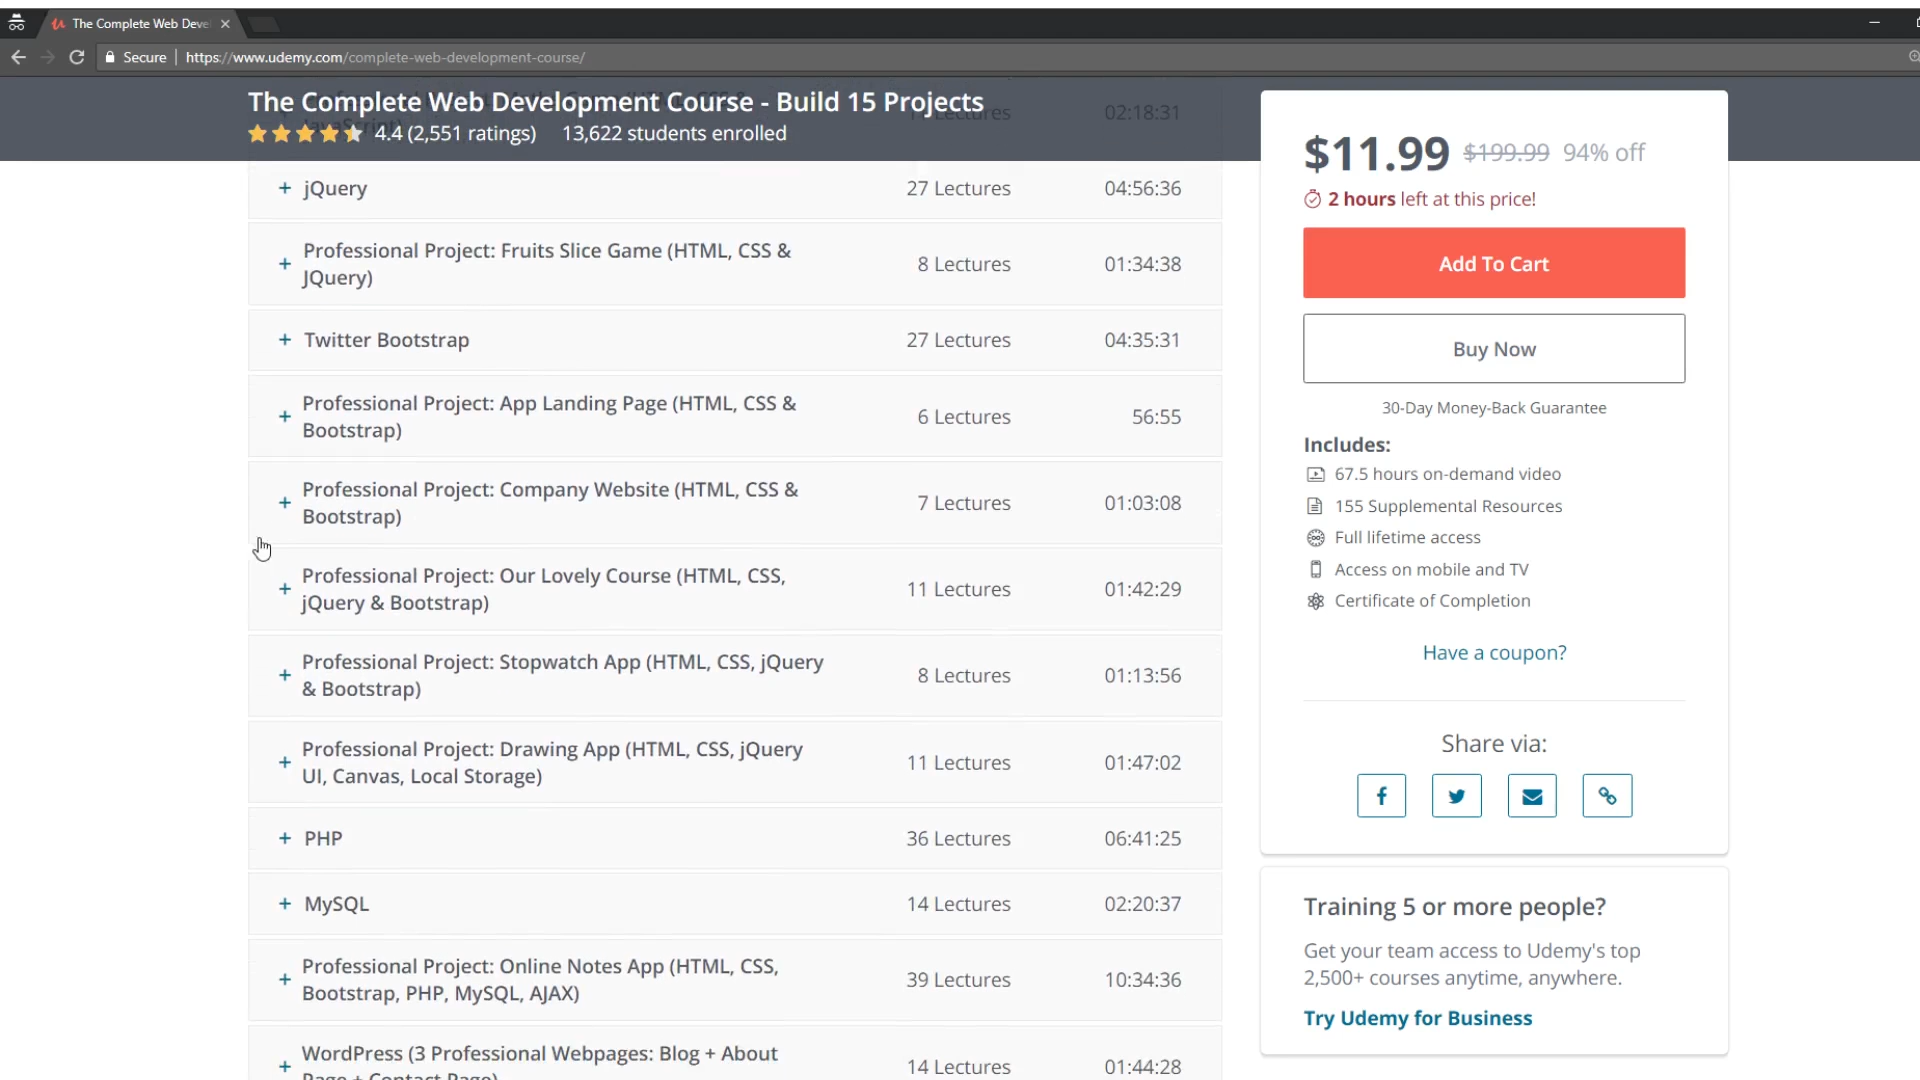 The Complete Web Deve
Secure
https://www.udemy.com/complete-web-development-course/
The Complete Web Development Course - Build 15 Projects
4.4 (2,551 ratings) 13,622 students enrolled
02:18:31
+ jQuery 27 Lectures 04:56:36
+ Professional Project: Fruits Slice Game (HTML, CSS &
JQuery)
8 Lectures 01:34:38
+ Twitter Bootstrap 27 Lectures 04:35:31
+ Professional Project: App Landing Page (HTML, CSS &
Bootstrap)
6 Lectures 56:55
+ Professional Project: Company Website (HTML, CSS &
Bootstrap)
7 Lectures 01:03:08
+ Professional Project: Our Lovely Course (HTML, CSS,
jQuery & Bootstrap)
11 Lectures 01:42:29
+ Professional Project: Stopwatch App (HTML, CSS, jQuery
& Bootstrap)
8 Lectures 01:13:56
+ Professional Project: Drawing App (HTML, CSS, jQuery
UI, Canvas, Local Storage)
11 Lectures 01:47:02
+ PHP 36 Lectures 06:41:25
+ MySQL 14 Lectures 02:20:37
+ Professional Project: Online Notes App (HTML, CSS,
Bootstrap, PHP, MySQL, AJAX)
39 Lectures 10:34:36
+ WordPress (3 Professional Webpages: Blog + About
Page + Contact Page)
14 Lectures 01:44:28
$11.99 $199.99 94% off
2 hours left at this price!
Add To Cart
Buy Now
30-Day Money-Back Guarantee
Includes:
67.5 hours on-demand video
155 Supplemental Resources
Full lifetime access
Access on mobile and TV
Certificate of Completion
Have a coupon?
Share via:
Training 5 or more people?
Get your team access to Udemy's top
2,500+ courses anytime, anywhere.
Try Udemy for Business